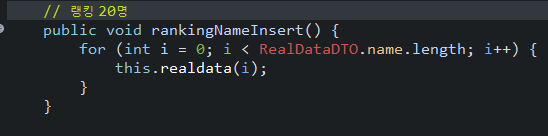 // 랭킹 20명
public void rankingNameInsert() {
for (int i = 0; i < RealDataDTO.name.length; i++) {
this.realdata(i);
}
}